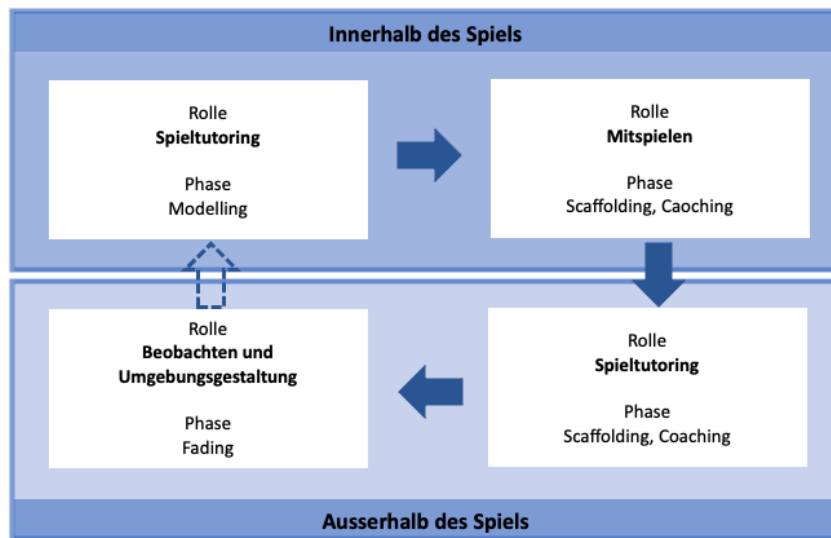 Innerhalb des Spiels
Rolle
Spieltutoring
Phase
Modelling
Rolle
Mitspielen
Phase
Scaffolding, Caoching
Rolle
Beobachten und
Umgebungsgestaltung
Phase
Fading
Rolle
Spieltutoring
Phase
Scaffolding, Coaching
Ausserhalb des Spiels